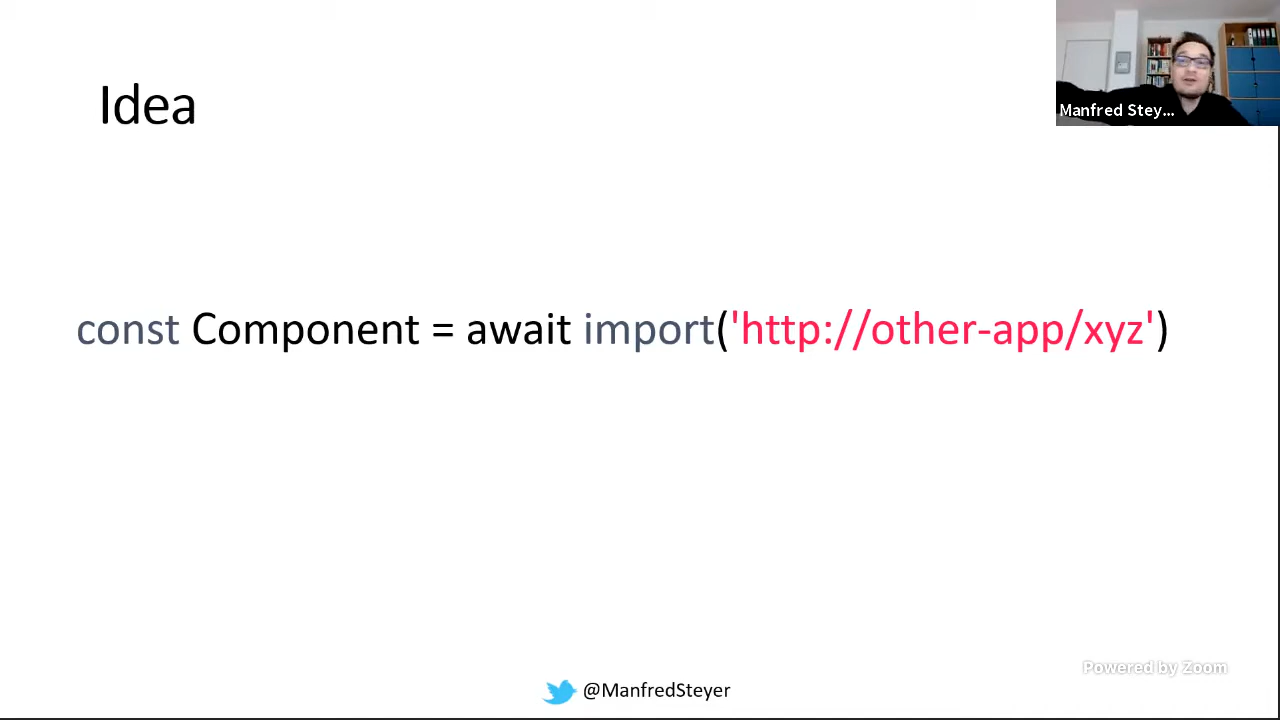 Idea
Manfred Stey...
const Component = await import('http://other-app/xyz')
Powered by Zoom
@ManfredSteyer